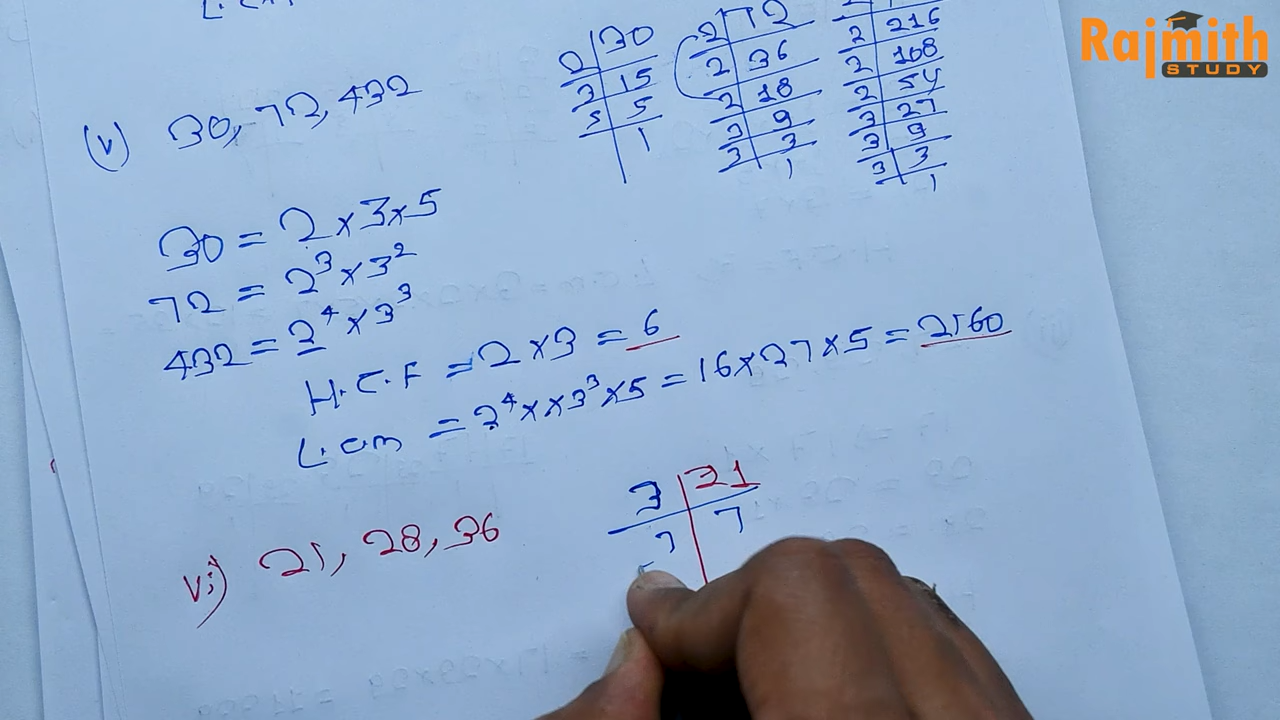 Rajmith
STUDY
(v) 30, 72, 432
2 | 30
3 | 15
5 | 5
1
2 | 72
2 | 36
2 | 18
3 | 9
3 | 3
1
2 | 216
2 | 108
2 | 54
3 | 27
3 | 9
3 | 3
1
30 = 2 × 3 × 5
72 = 2³ × 3²
432 = 2⁴ × 3³
H.C.F = 2 × 3 = 6
L.cm = 2⁴ × × 3³ × 5 = 16 × 27 × 5 = 2160
vi) 21, 28, 36
3 | 21
7 | 7